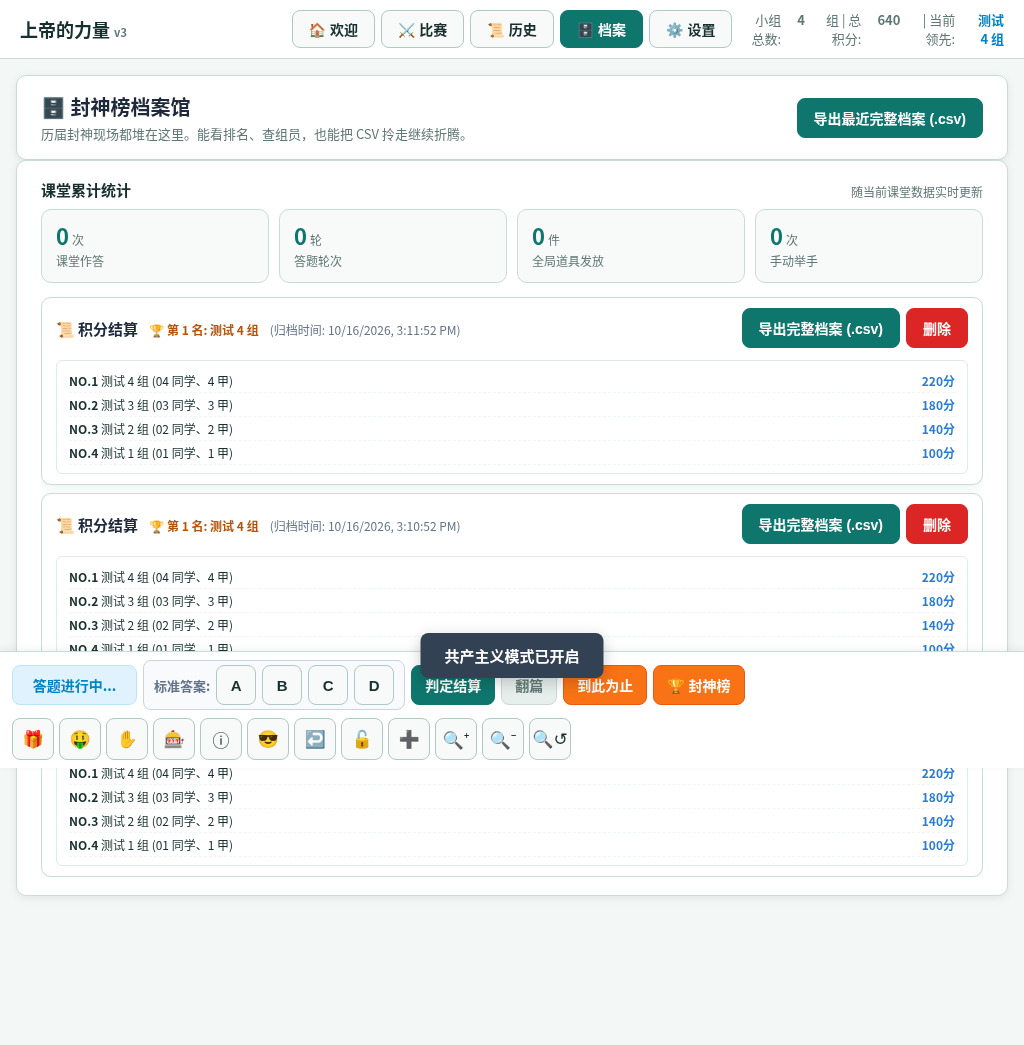 上帝的力量 v3
🏠 欢迎
⚔️ 比赛
📜 历史
🗄️ 档案
⚙️ 设置
小组总数: 4 组 | 总积分: 640 | 当前领先: 测试 4 组
🗄️ 封神榜档案馆
历届封神现场都堆在这里。能看排名、查组员，也能把 CSV 拎走继续折腾。
导出最近完整档案 (.csv)
课堂累计统计
随当前课堂数据实时更新
0 次
课堂作答
0 轮
答题轮次
0 件
全局道具发放
0 次
手动举手
📜 积分结算 🏆 第 1 名: 测试 4 组 (归档时间: 10/16/2026, 3:11:52 PM)
导出完整档案 (.csv)
删除
NO.1 测试 4 组 (04 同学、4 甲) 220分
NO.2 测试 3 组 (03 同学、3 甲) 180分
NO.3 测试 2 组 (02 同学、2 甲) 140分
NO.4 测试 1 组 (01 同学、1 甲) 100分
📜 积分结算 🏆 第 1 名: 测试 4 组 (归档时间: 10/16/2026, 3:10:52 PM)
导出完整档案 (.csv)
删除
NO.1 测试 4 组 (04 同学、4 甲) 220分
NO.2 测试 3 组 (03 同学、3 甲) 180分
NO.3 测试 2 组 (02 同学、2 甲) 140分
NO.4 测试 1 组 (01 同学、1 甲) 100分
共产主义模式已开启
答题进行中...
标准答案: A B C D
判定结算
翻篇
到此为止
🏆 封神榜
NO.1 测试 4 组 (04 同学、4 甲) 220分
NO.2 测试 3 组 (03 同学、3 甲) 180分
NO.3 测试 2 组 (02 同学、2 甲) 140分
NO.4 测试 1 组 (01 同学、1 甲) 100分